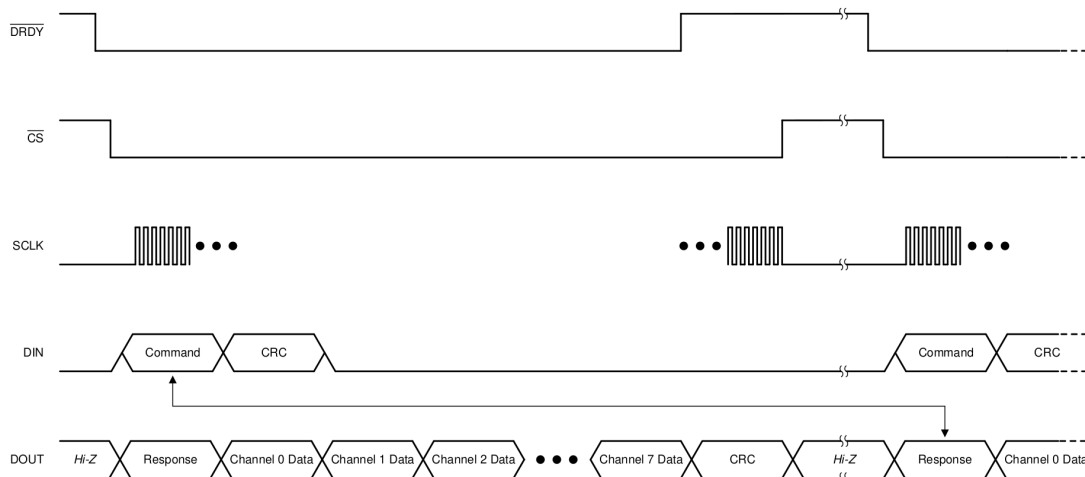 DRDY
CS
SCLK
DIN Command CRC Command CRC
DOUT Hi-Z Response Channel 0 Data Channel 1 Data Channel 2 Data Channel 7 Data CRC Hi-Z Response Channel 0 Data